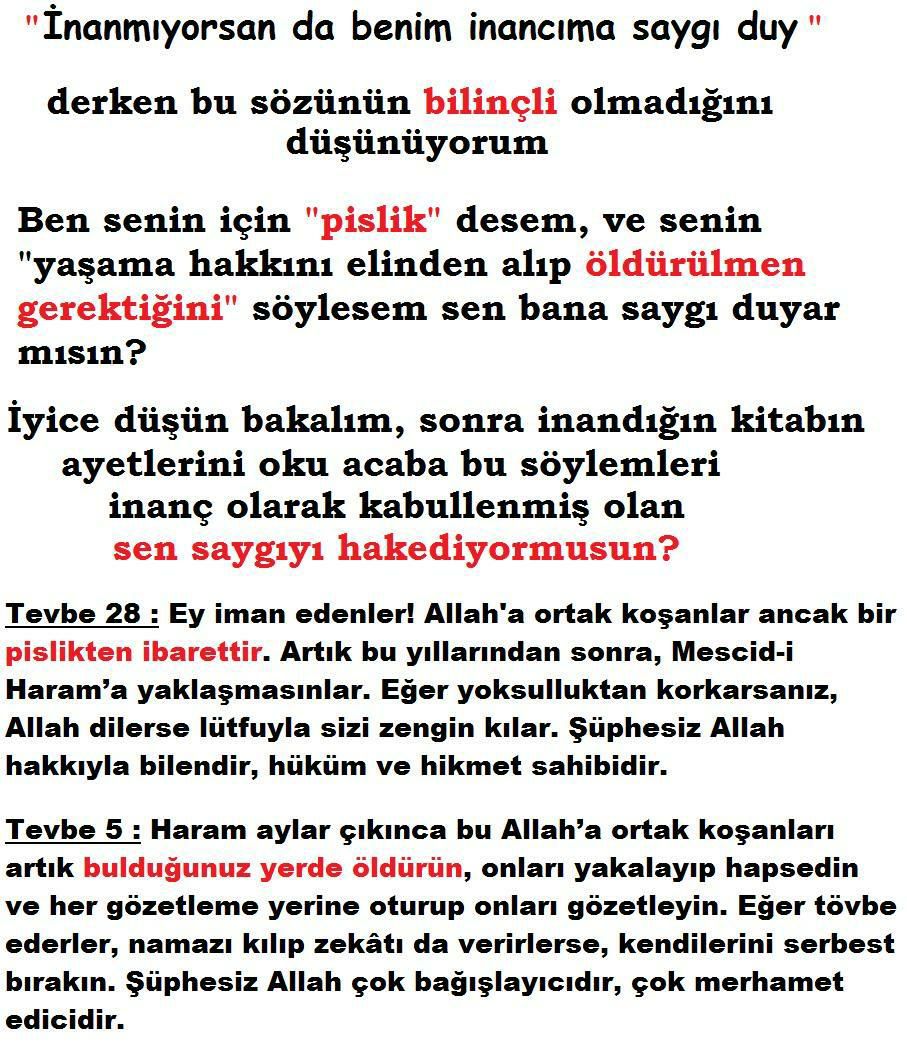 "İnanmıyorsan da benim inancıma saygı duy"
derken bu sözünün bilinçli olmadığını
düşünüyorum
Ben senin için "pislik" desem, ve senin
"yaşama hakkını elinden alıp öldürülmen
gerektiğini" söylesem sen bana saygı duyar
mısın?
İyice düşün bakalım, sonra inandığın kitabın
ayetlerini oku acaba bu söylemleri
inanç olarak kabullenmiş olan
sen saygıyı hakediyormusun?
Tevbe 28 : Ey iman edenler! Allah'a ortak koşanlar ancak bir
pislikten ibarettir. Artık bu yıllarından sonra, Mescid-i
Haram’a yaklaşmasınlar. Eğer yoksulluktan korkarsanız,
Allah dilerse lütfuyla sizi zengin kılar. Şüphesiz Allah
hakkıyla bilendir, hüküm ve hikmet sahibidir.
Tevbe 5 : Haram aylar çıkınca bu Allah’a ortak koşanları
artık bulduğunuz yerde öldürün, onları yakalayıp hapsedin
ve her gözetleme yerine oturup onları gözetleyin. Eğer tövbe
ederler, namazı kılıp zekâtı da verirlerse, kendilerini serbest
bırakın. Şüphesiz Allah çok bağışlayıcıdır, çok merhamet
edicidir.